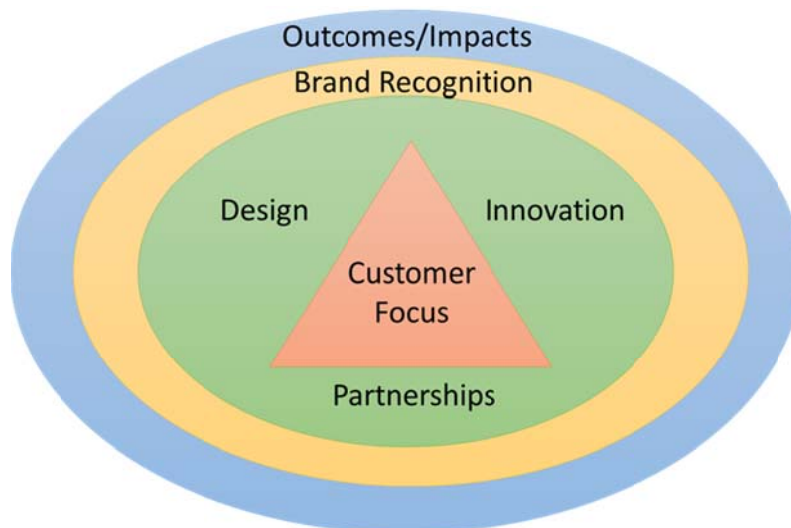 Outcomes/Impacts
Brand Recognition
Design
Innovation
Customer
Focus
Partnerships